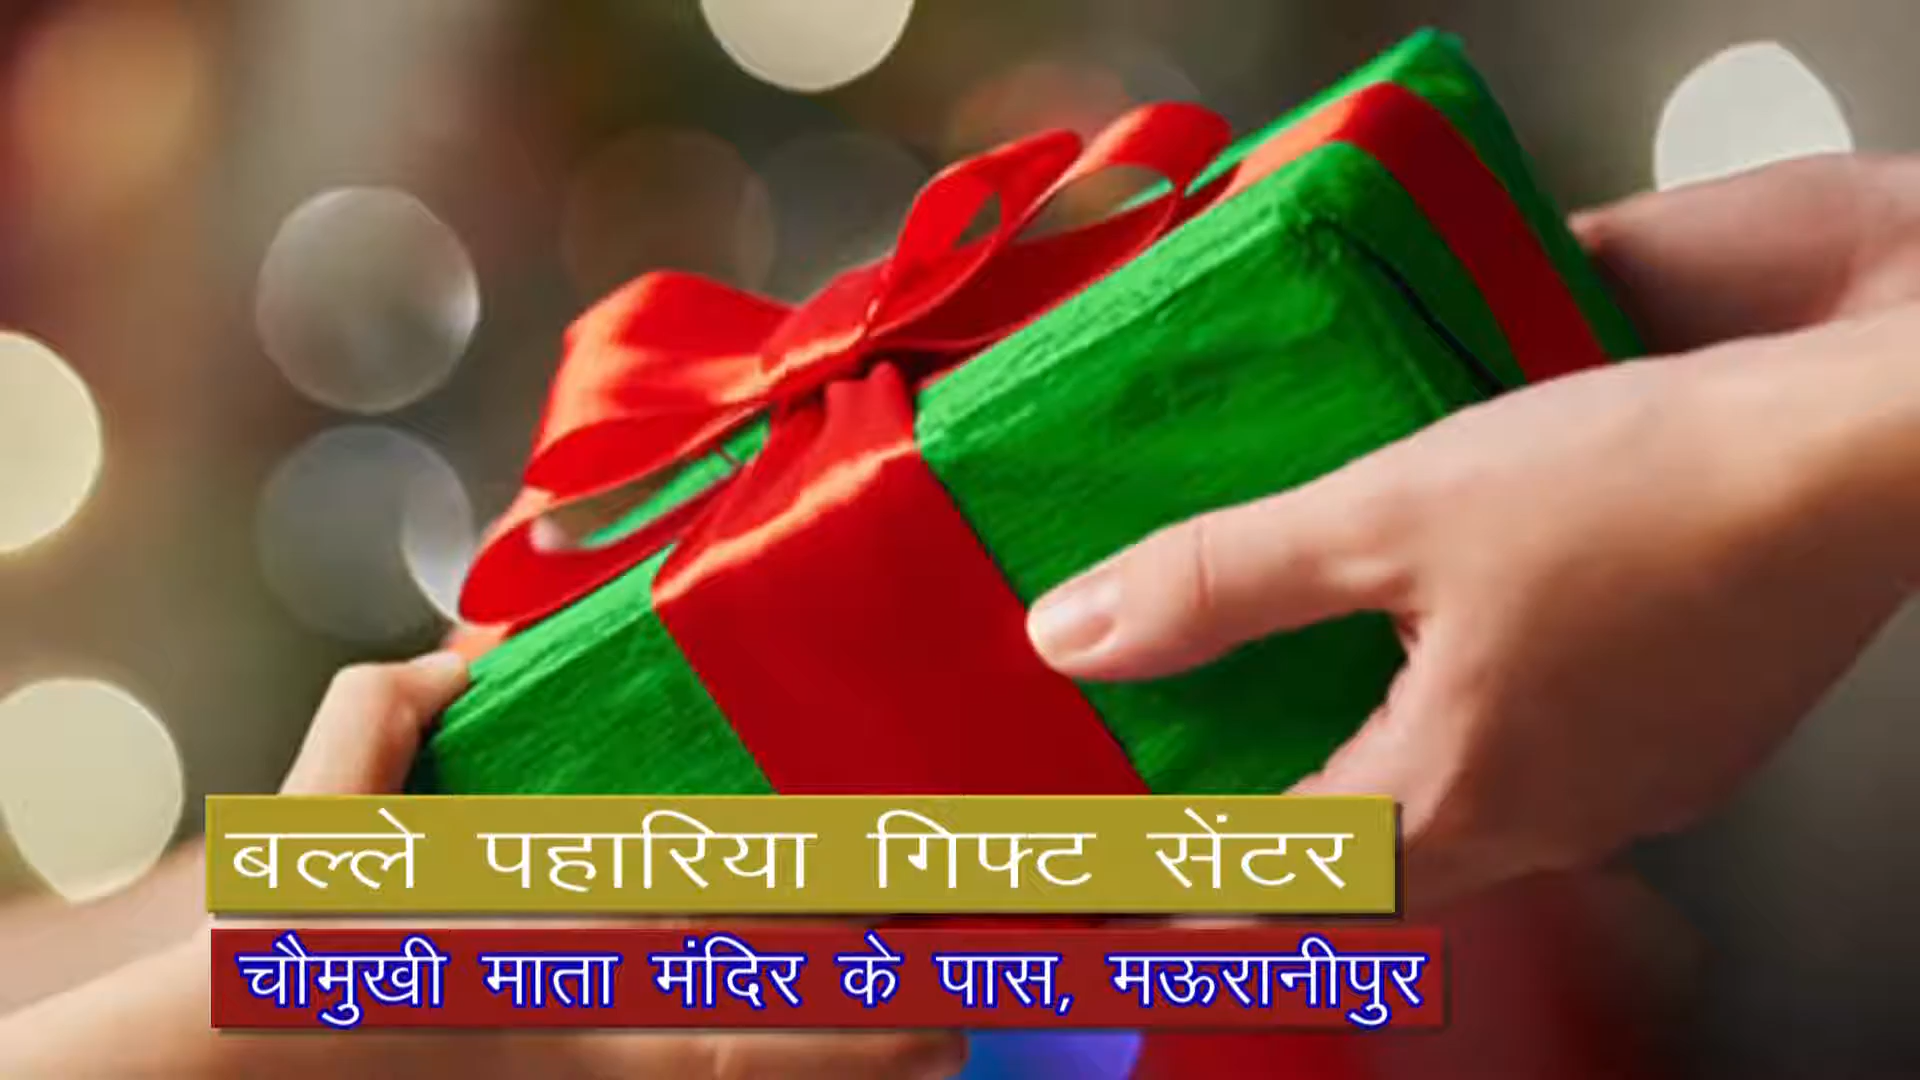 बल्ले पहारिया गिफ्ट सेंटर
चौमुखी माता मंदिर के पास, मऊरानीपुर